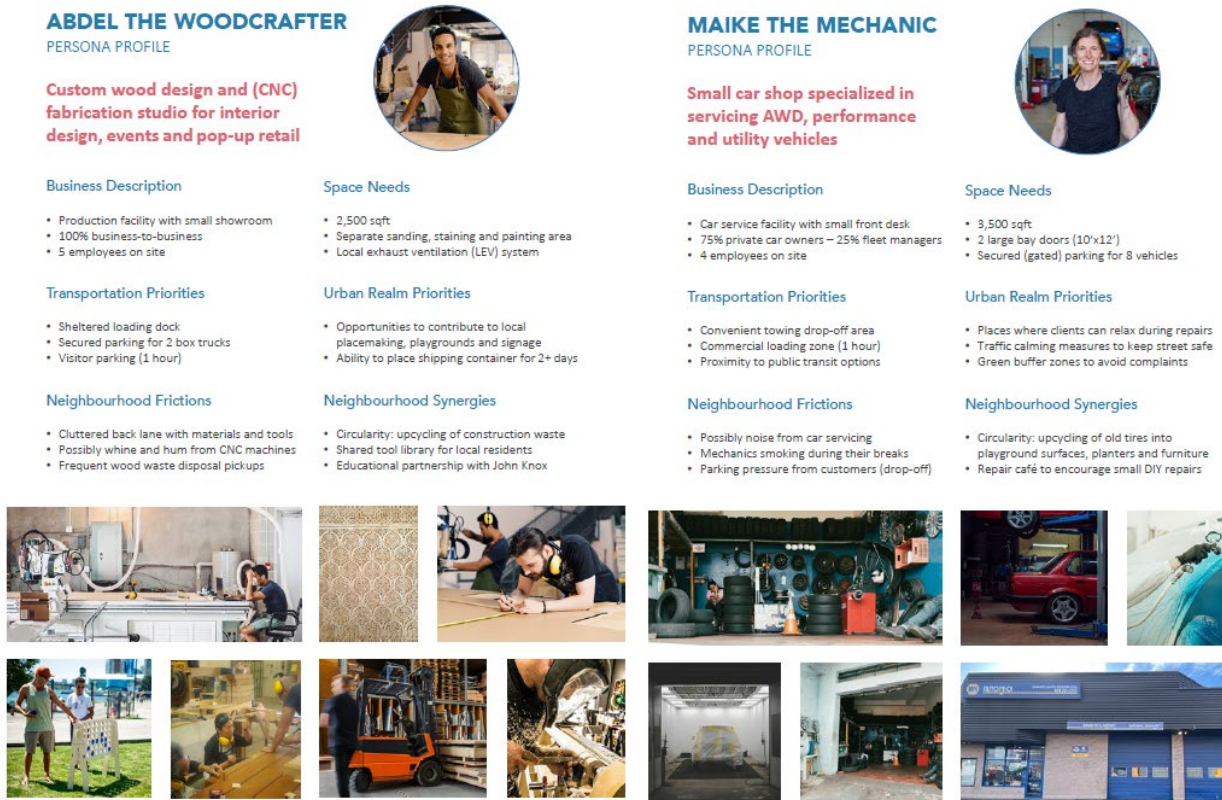 ABDEL THE WOODCRAFTER
PERSONA PROFILE
Custom wood design and (CNC)
fabrication studio for interior
design, events and pop-up retail
Business Description
• Production facility with small showroom
• 100% business-to-business
• 5 employees on site
Space Needs
• 2,500 sqft
• Separate sanding, staining and painting area
• Local exhaust ventilation (LEV) system
Transportation Priorities
• Sheltered loading dock
• Secured parking for 2 box trucks
• Visitor parking (1 hour)
Urban Realm Priorities
• Opportunities to contribute to local
placemaking, playgrounds and signage
• Ability to place shipping container for 2+ days
Neighbourhood Frictions
• Cluttered back lane with materials and tools
• Possibly whine and hum from CNC machines
• Frequent wood waste disposal pickups
Neighbourhood Synergies
• Circularity: upcycling of construction waste
• Shared tool library for local residents
• Educational partnership with John Knox
MAIKE THE MECHANIC
PERSONA PROFILE
Small car shop specialized in
servicing AWD, performance
and utility vehicles
Business Description
• Car service facility with small front desk
• 75% private car owners – 25% fleet managers
• 4 employees on site
Space Needs
• 3,500 sqft
• 2 large bay doors (10'x12')
• Secured (gated) parking for 8 vehicles
Transportation Priorities
• Convenient towing drop-off area
• Commercial loading zone (1 hour)
• Proximity to public transit options
Urban Realm Priorities
• Places where clients can relax during repairs
• Traffic calming measures to keep street safe
• Green buffer zones to avoid complaints
Neighbourhood Frictions
• Possibly noise from car servicing
• Mechanics smoking during their breaks
• Parking pressure from customers (drop-off)
Neighbourhood Synergies
• Circularity: upcycling of old tires into
playground surfaces, planters and furniture
• Repair café to encourage small DIY repairs